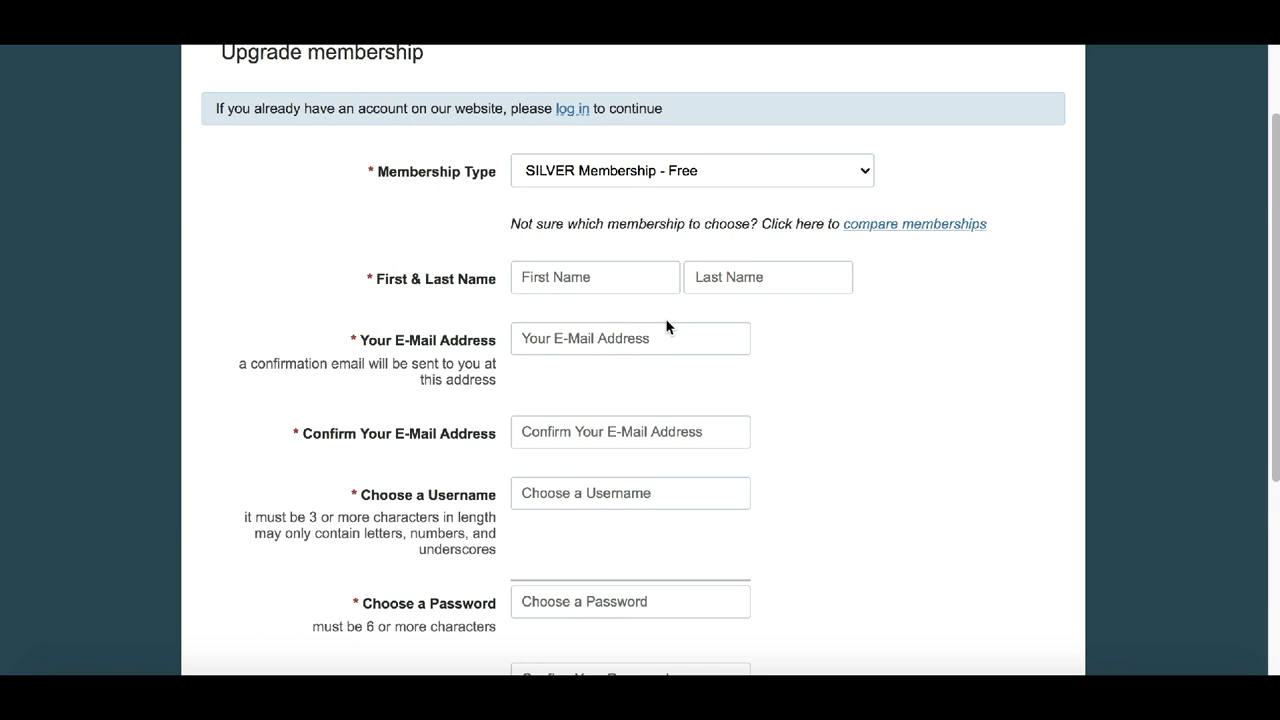 Upgrade membership
If you already have an account on our website, please log in to continue
* Membership Type
SILVER Membership - Free
Not sure which membership to choose? Click here to compare memberships
* First & Last Name
First Name
Last Name
* Your E-Mail Address
a confirmation email will be sent to you at
this address
Your E-Mail Address
* Confirm Your E-Mail Address
Confirm Your E-Mail Address
* Choose a Username
it must be 3 or more characters in length
may only contain letters, numbers, and
underscores
Choose a Username
* Choose a Password
must be 6 or more characters
Choose a Password